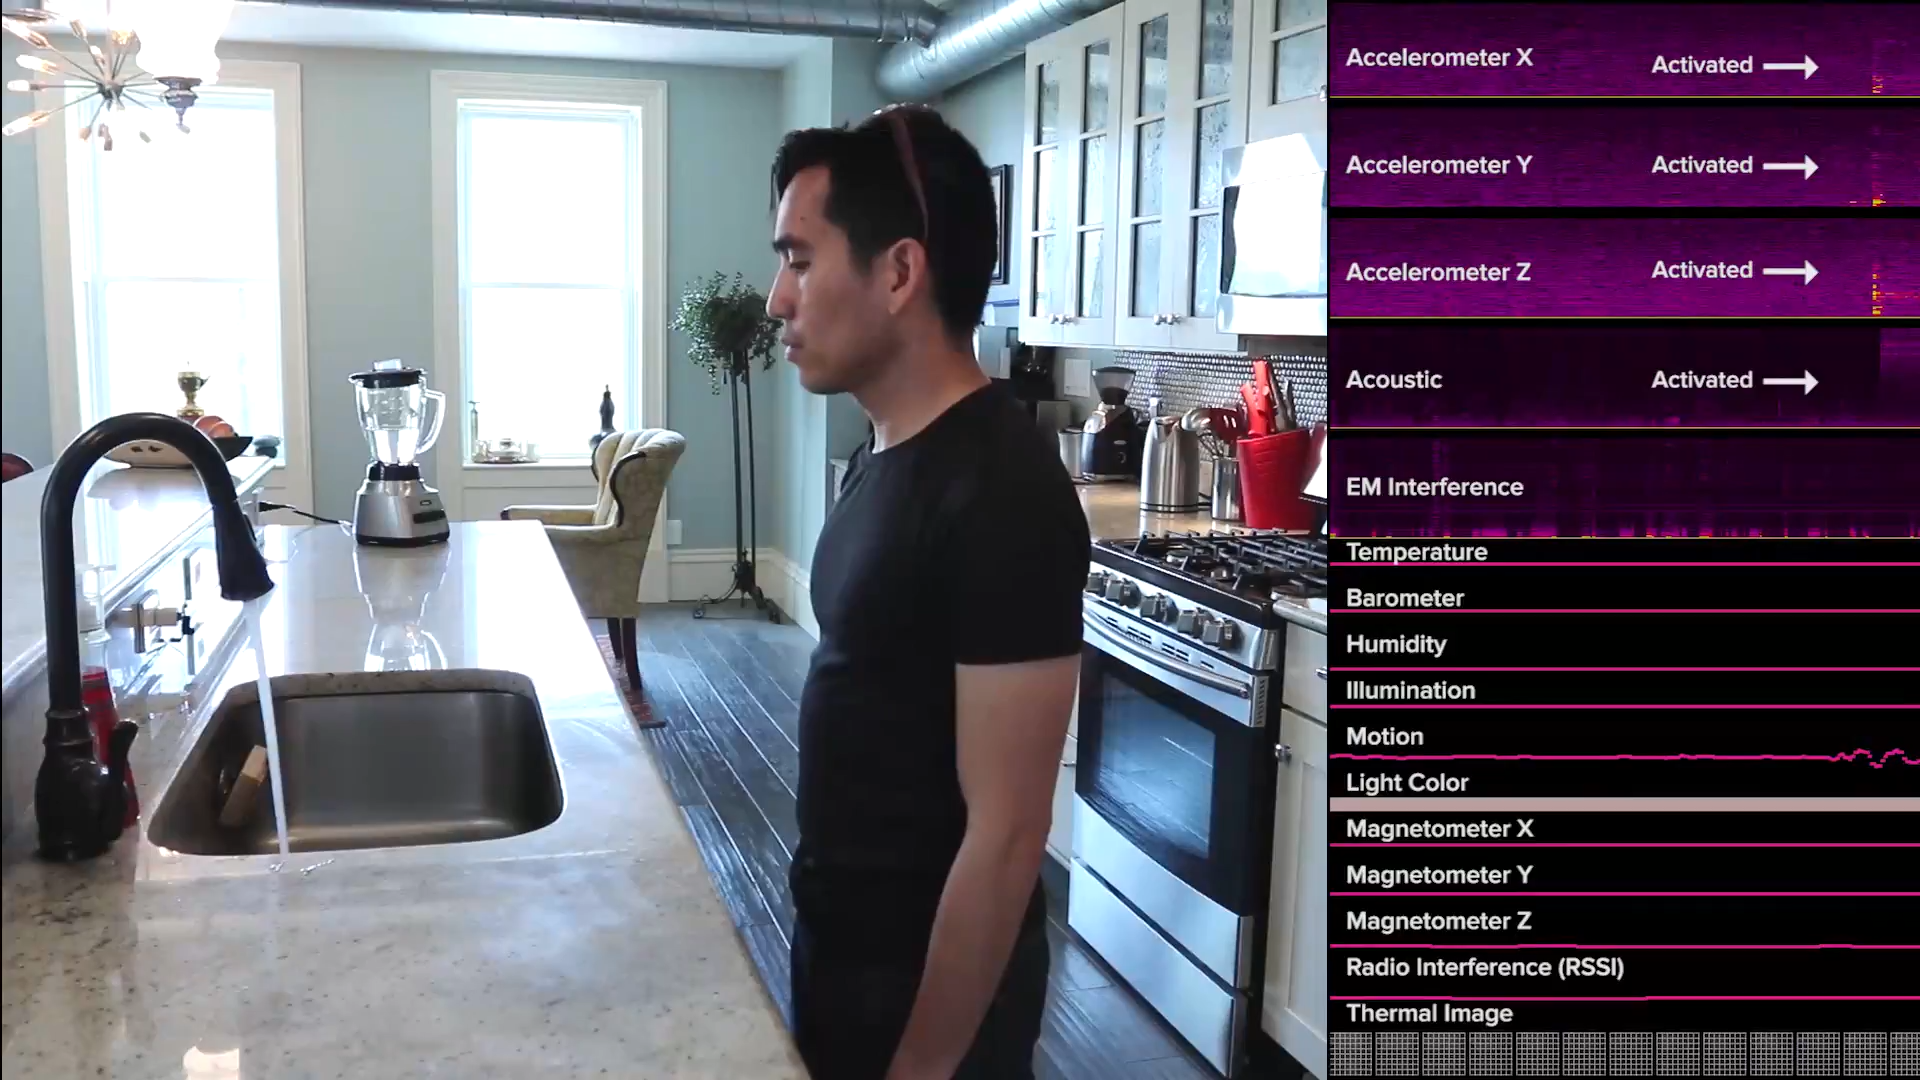 Accelerometer X
Activated
Accelerometer Y
Activated
Accelerometer Z
Activated
Acoustic
Activated
EM Interference
Temperature
Barometer
Humidity
Illumination
Motion
Light Color
Magnetometer X
Magnetometer Y
Magnetometer Z
Radio Interference (RSSI)
Thermal Image